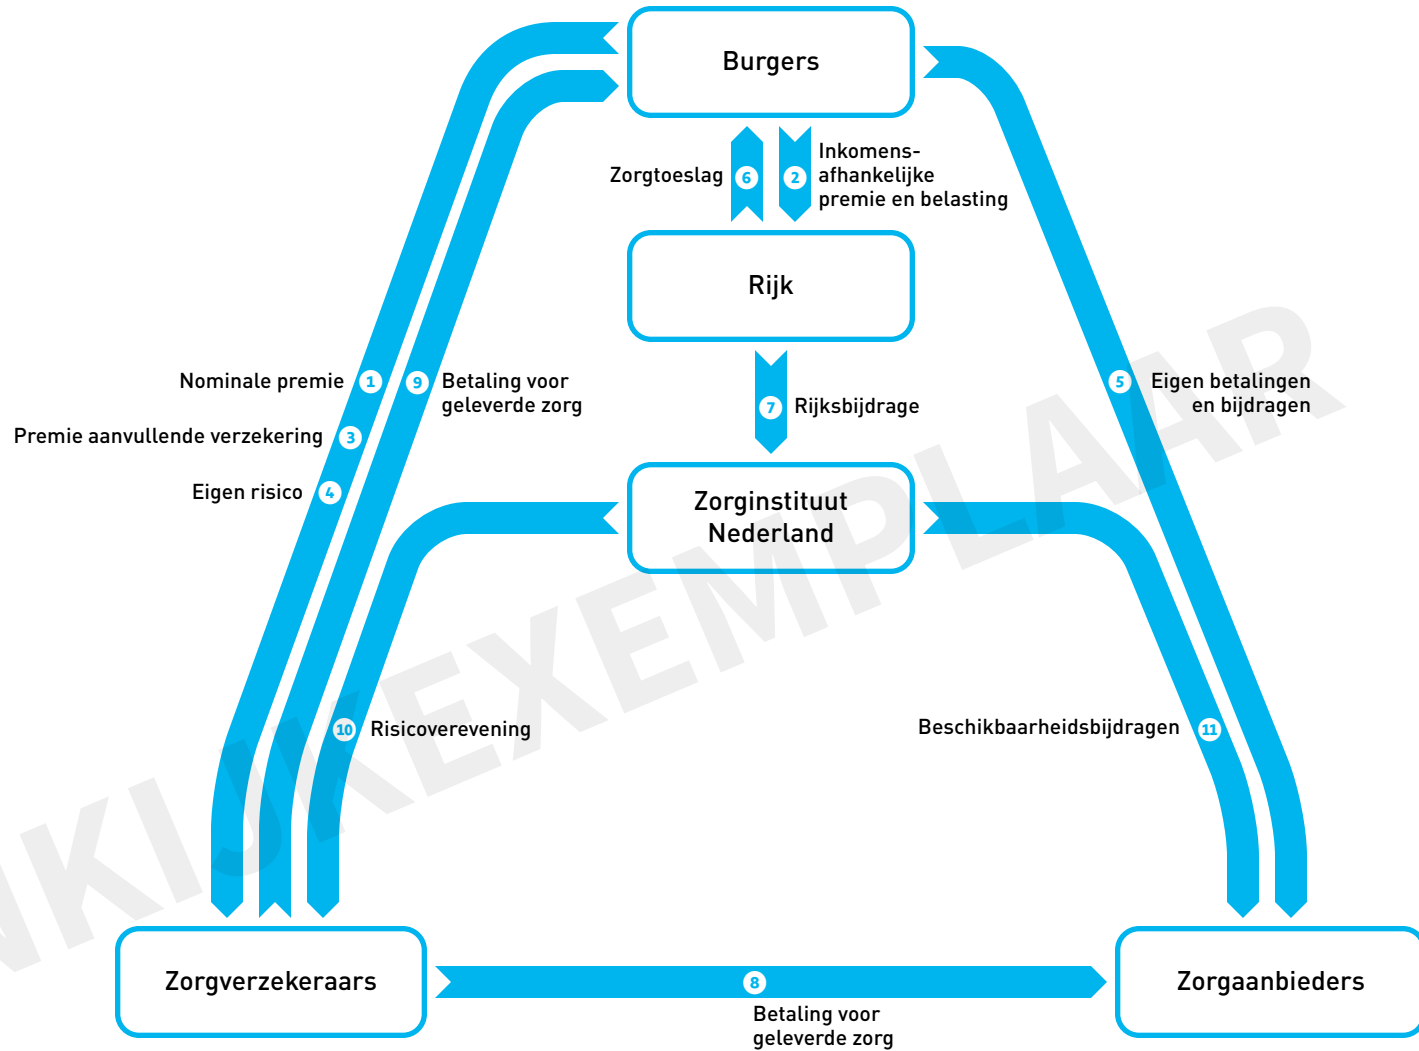 Burgers
Zorgtoeslag
6
2
Inkomens-
afhankelijke
premie en belasting
Rijk
Nominale premie
1
9
Betaling voor
geleverde zorg
7
Rijksbijdrage
5
Eigen betalingen
en bijdragen
Premie aanvullende verzekering
3
Eigen risico
4
Zorginstituut
Nederland
10
Risicoverevening
Beschikbaarheidsbijdragen
11
Zorgverzekeraars
8
Betaling voor
geleverde zorg
Zorgaanbieders
NKIJKEXEMPLAAR